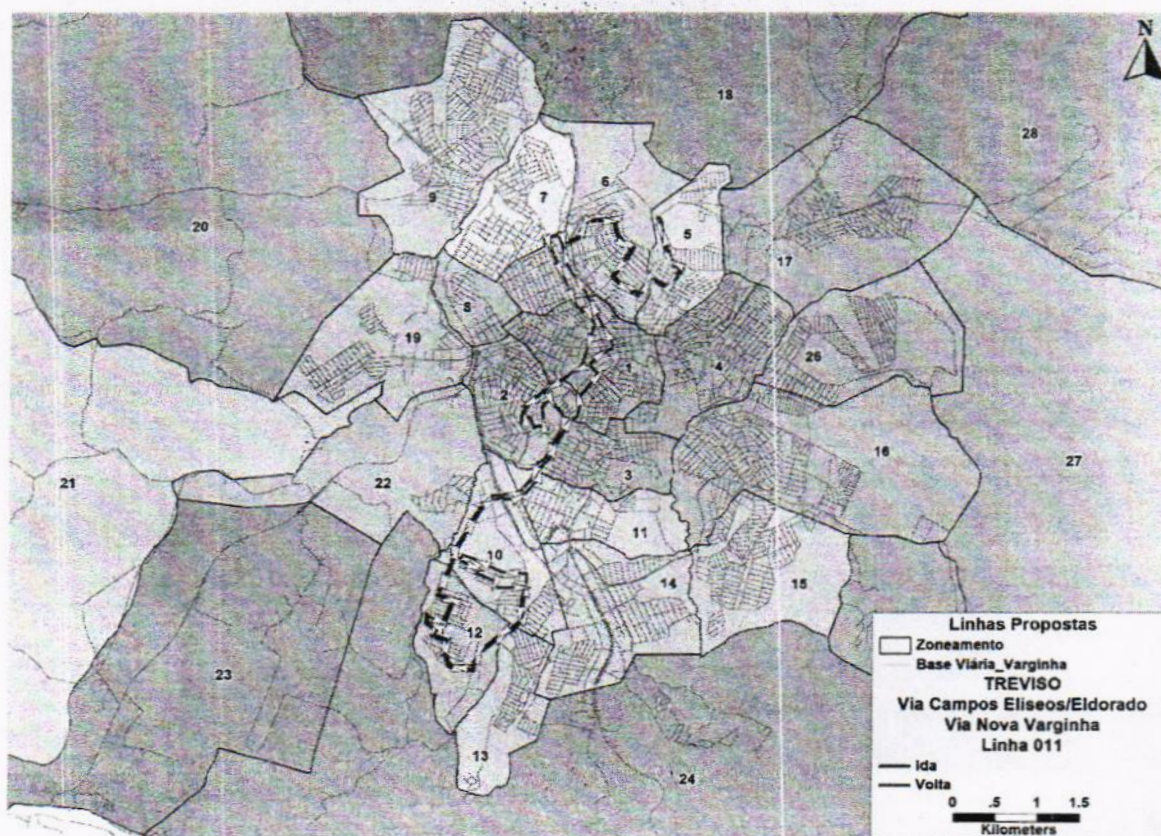 N
18
28
9
7
6
20
5
17
8
19
26
1
4
2
16
3
27
21
22
11
10
14
15
12
23
13
24
Linhas Propostas
Zoneamento
Base Viária_Varginha
TREVISO
Via Campos Elíseos/Eldorado
Via Nova Varginha
Linha 011
Ida
Volta
0 .5 1 1.5
Kilometers